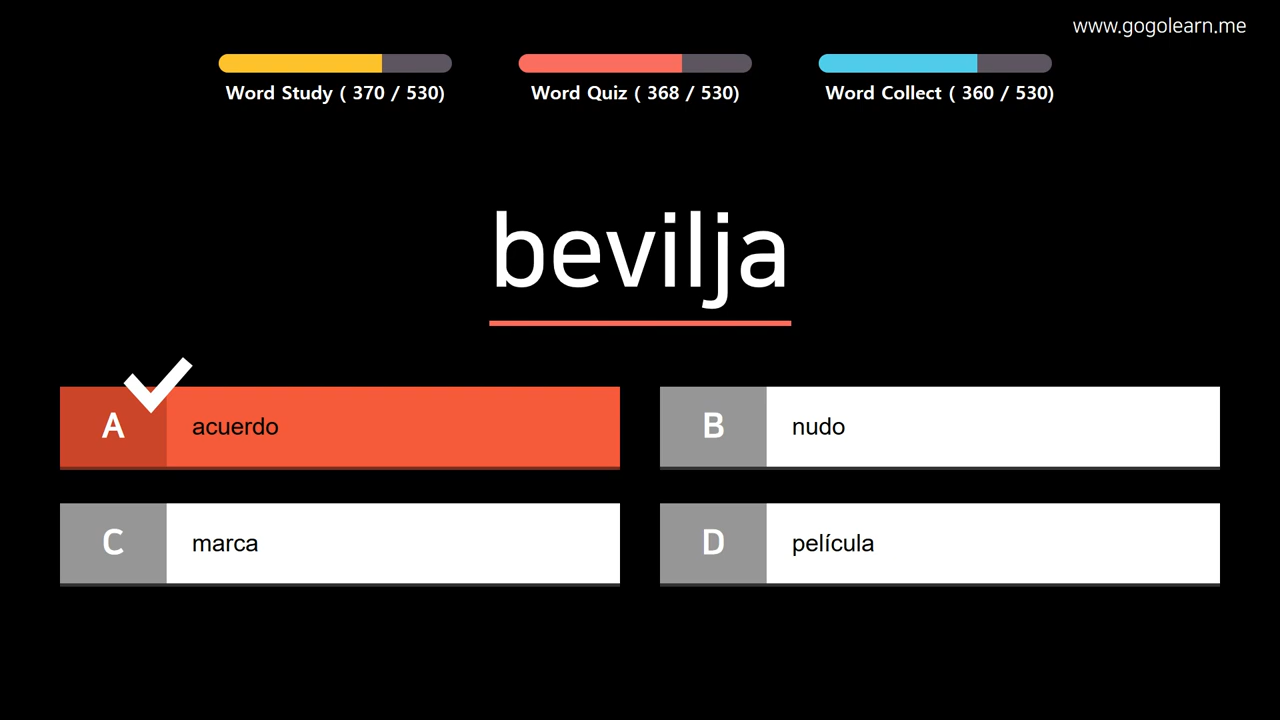 www.gogolearn.me
Word Study ( 370 / 530)
Word Quiz ( 368 / 530)
Word Collect ( 360 / 530)
bevilja
A acuerdo
B nudo
C marca
D película